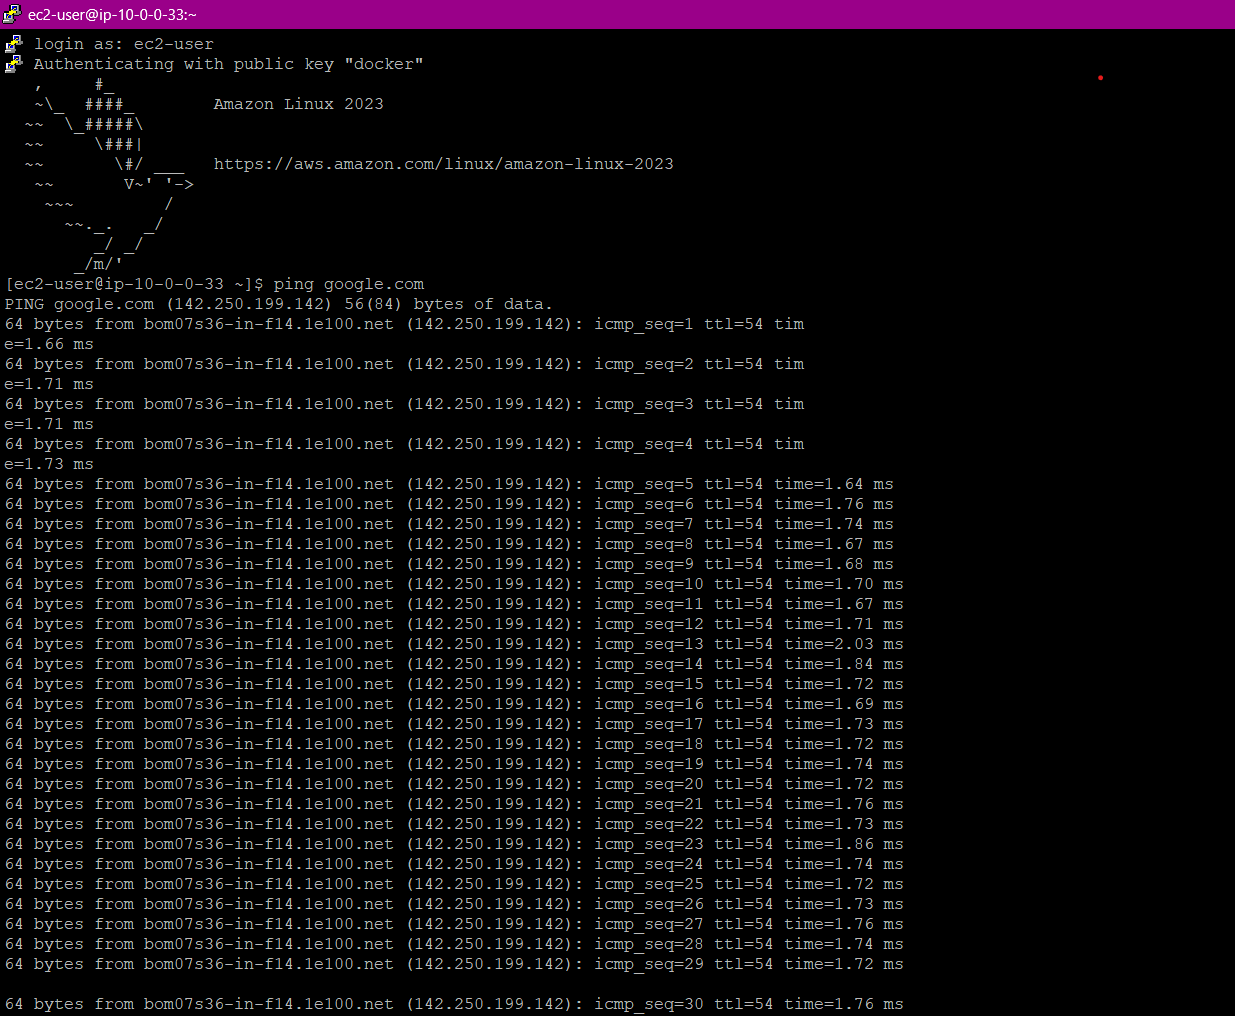 ec2-user@ip-10-0-0-33:~
login as: ec2-user
Authenticating with public key "docker"
   ,     #_
   ~\_  ####_        Amazon Linux 2023
  ~~  \_#####\
  ~~     \###|
  ~~       \#/ ___   https://aws.amazon.com/linux/amazon-linux-2023
   ~~       V~' '->
    ~~~         /
      ~~._.   _/
         _/ _/
       _/m/'
[ec2-user@ip-10-0-0-33 ~]$ ping google.com
PING google.com (142.250.199.142) 56(84) bytes of data.
64 bytes from bom07s36-in-f14.1e100.net (142.250.199.142): icmp_seq=1 ttl=54 tim
e=1.66 ms
64 bytes from bom07s36-in-f14.1e100.net (142.250.199.142): icmp_seq=2 ttl=54 tim
e=1.71 ms
64 bytes from bom07s36-in-f14.1e100.net (142.250.199.142): icmp_seq=3 ttl=54 tim
e=1.71 ms
64 bytes from bom07s36-in-f14.1e100.net (142.250.199.142): icmp_seq=4 ttl=54 tim
e=1.73 ms
64 bytes from bom07s36-in-f14.1e100.net (142.250.199.142): icmp_seq=5 ttl=54 time=1.64 ms
64 bytes from bom07s36-in-f14.1e100.net (142.250.199.142): icmp_seq=6 ttl=54 time=1.76 ms
64 bytes from bom07s36-in-f14.1e100.net (142.250.199.142): icmp_seq=7 ttl=54 time=1.74 ms
64 bytes from bom07s36-in-f14.1e100.net (142.250.199.142): icmp_seq=8 ttl=54 time=1.67 ms
64 bytes from bom07s36-in-f14.1e100.net (142.250.199.142): icmp_seq=9 ttl=54 time=1.68 ms
64 bytes from bom07s36-in-f14.1e100.net (142.250.199.142): icmp_seq=10 ttl=54 time=1.70 ms
64 bytes from bom07s36-in-f14.1e100.net (142.250.199.142): icmp_seq=11 ttl=54 time=1.67 ms
64 bytes from bom07s36-in-f14.1e100.net (142.250.199.142): icmp_seq=12 ttl=54 time=1.71 ms
64 bytes from bom07s36-in-f14.1e100.net (142.250.199.142): icmp_seq=13 ttl=54 time=2.03 ms
64 bytes from bom07s36-in-f14.1e100.net (142.250.199.142): icmp_seq=14 ttl=54 time=1.84 ms
64 bytes from bom07s36-in-f14.1e100.net (142.250.199.142): icmp_seq=15 ttl=54 time=1.72 ms
64 bytes from bom07s36-in-f14.1e100.net (142.250.199.142): icmp_seq=16 ttl=54 time=1.69 ms
64 bytes from bom07s36-in-f14.1e100.net (142.250.199.142): icmp_seq=17 ttl=54 time=1.73 ms
64 bytes from bom07s36-in-f14.1e100.net (142.250.199.142): icmp_seq=18 ttl=54 time=1.72 ms
64 bytes from bom07s36-in-f14.1e100.net (142.250.199.142): icmp_seq=19 ttl=54 time=1.74 ms
64 bytes from bom07s36-in-f14.1e100.net (142.250.199.142): icmp_seq=20 ttl=54 time=1.72 ms
64 bytes from bom07s36-in-f14.1e100.net (142.250.199.142): icmp_seq=21 ttl=54 time=1.76 ms
64 bytes from bom07s36-in-f14.1e100.net (142.250.199.142): icmp_seq=22 ttl=54 time=1.73 ms
64 bytes from bom07s36-in-f14.1e100.net (142.250.199.142): icmp_seq=23 ttl=54 time=1.86 ms
64 bytes from bom07s36-in-f14.1e100.net (142.250.199.142): icmp_seq=24 ttl=54 time=1.74 ms
64 bytes from bom07s36-in-f14.1e100.net (142.250.199.142): icmp_seq=25 ttl=54 time=1.72 ms
64 bytes from bom07s36-in-f14.1e100.net (142.250.199.142): icmp_seq=26 ttl=54 time=1.73 ms
64 bytes from bom07s36-in-f14.1e100.net (142.250.199.142): icmp_seq=27 ttl=54 time=1.76 ms
64 bytes from bom07s36-in-f14.1e100.net (142.250.199.142): icmp_seq=28 ttl=54 time=1.74 ms
64 bytes from bom07s36-in-f14.1e100.net (142.250.199.142): icmp_seq=29 ttl=54 time=1.72 ms
64 bytes from bom07s36-in-f14.1e100.net (142.250.199.142): icmp_seq=30 ttl=54 time=1.76 ms